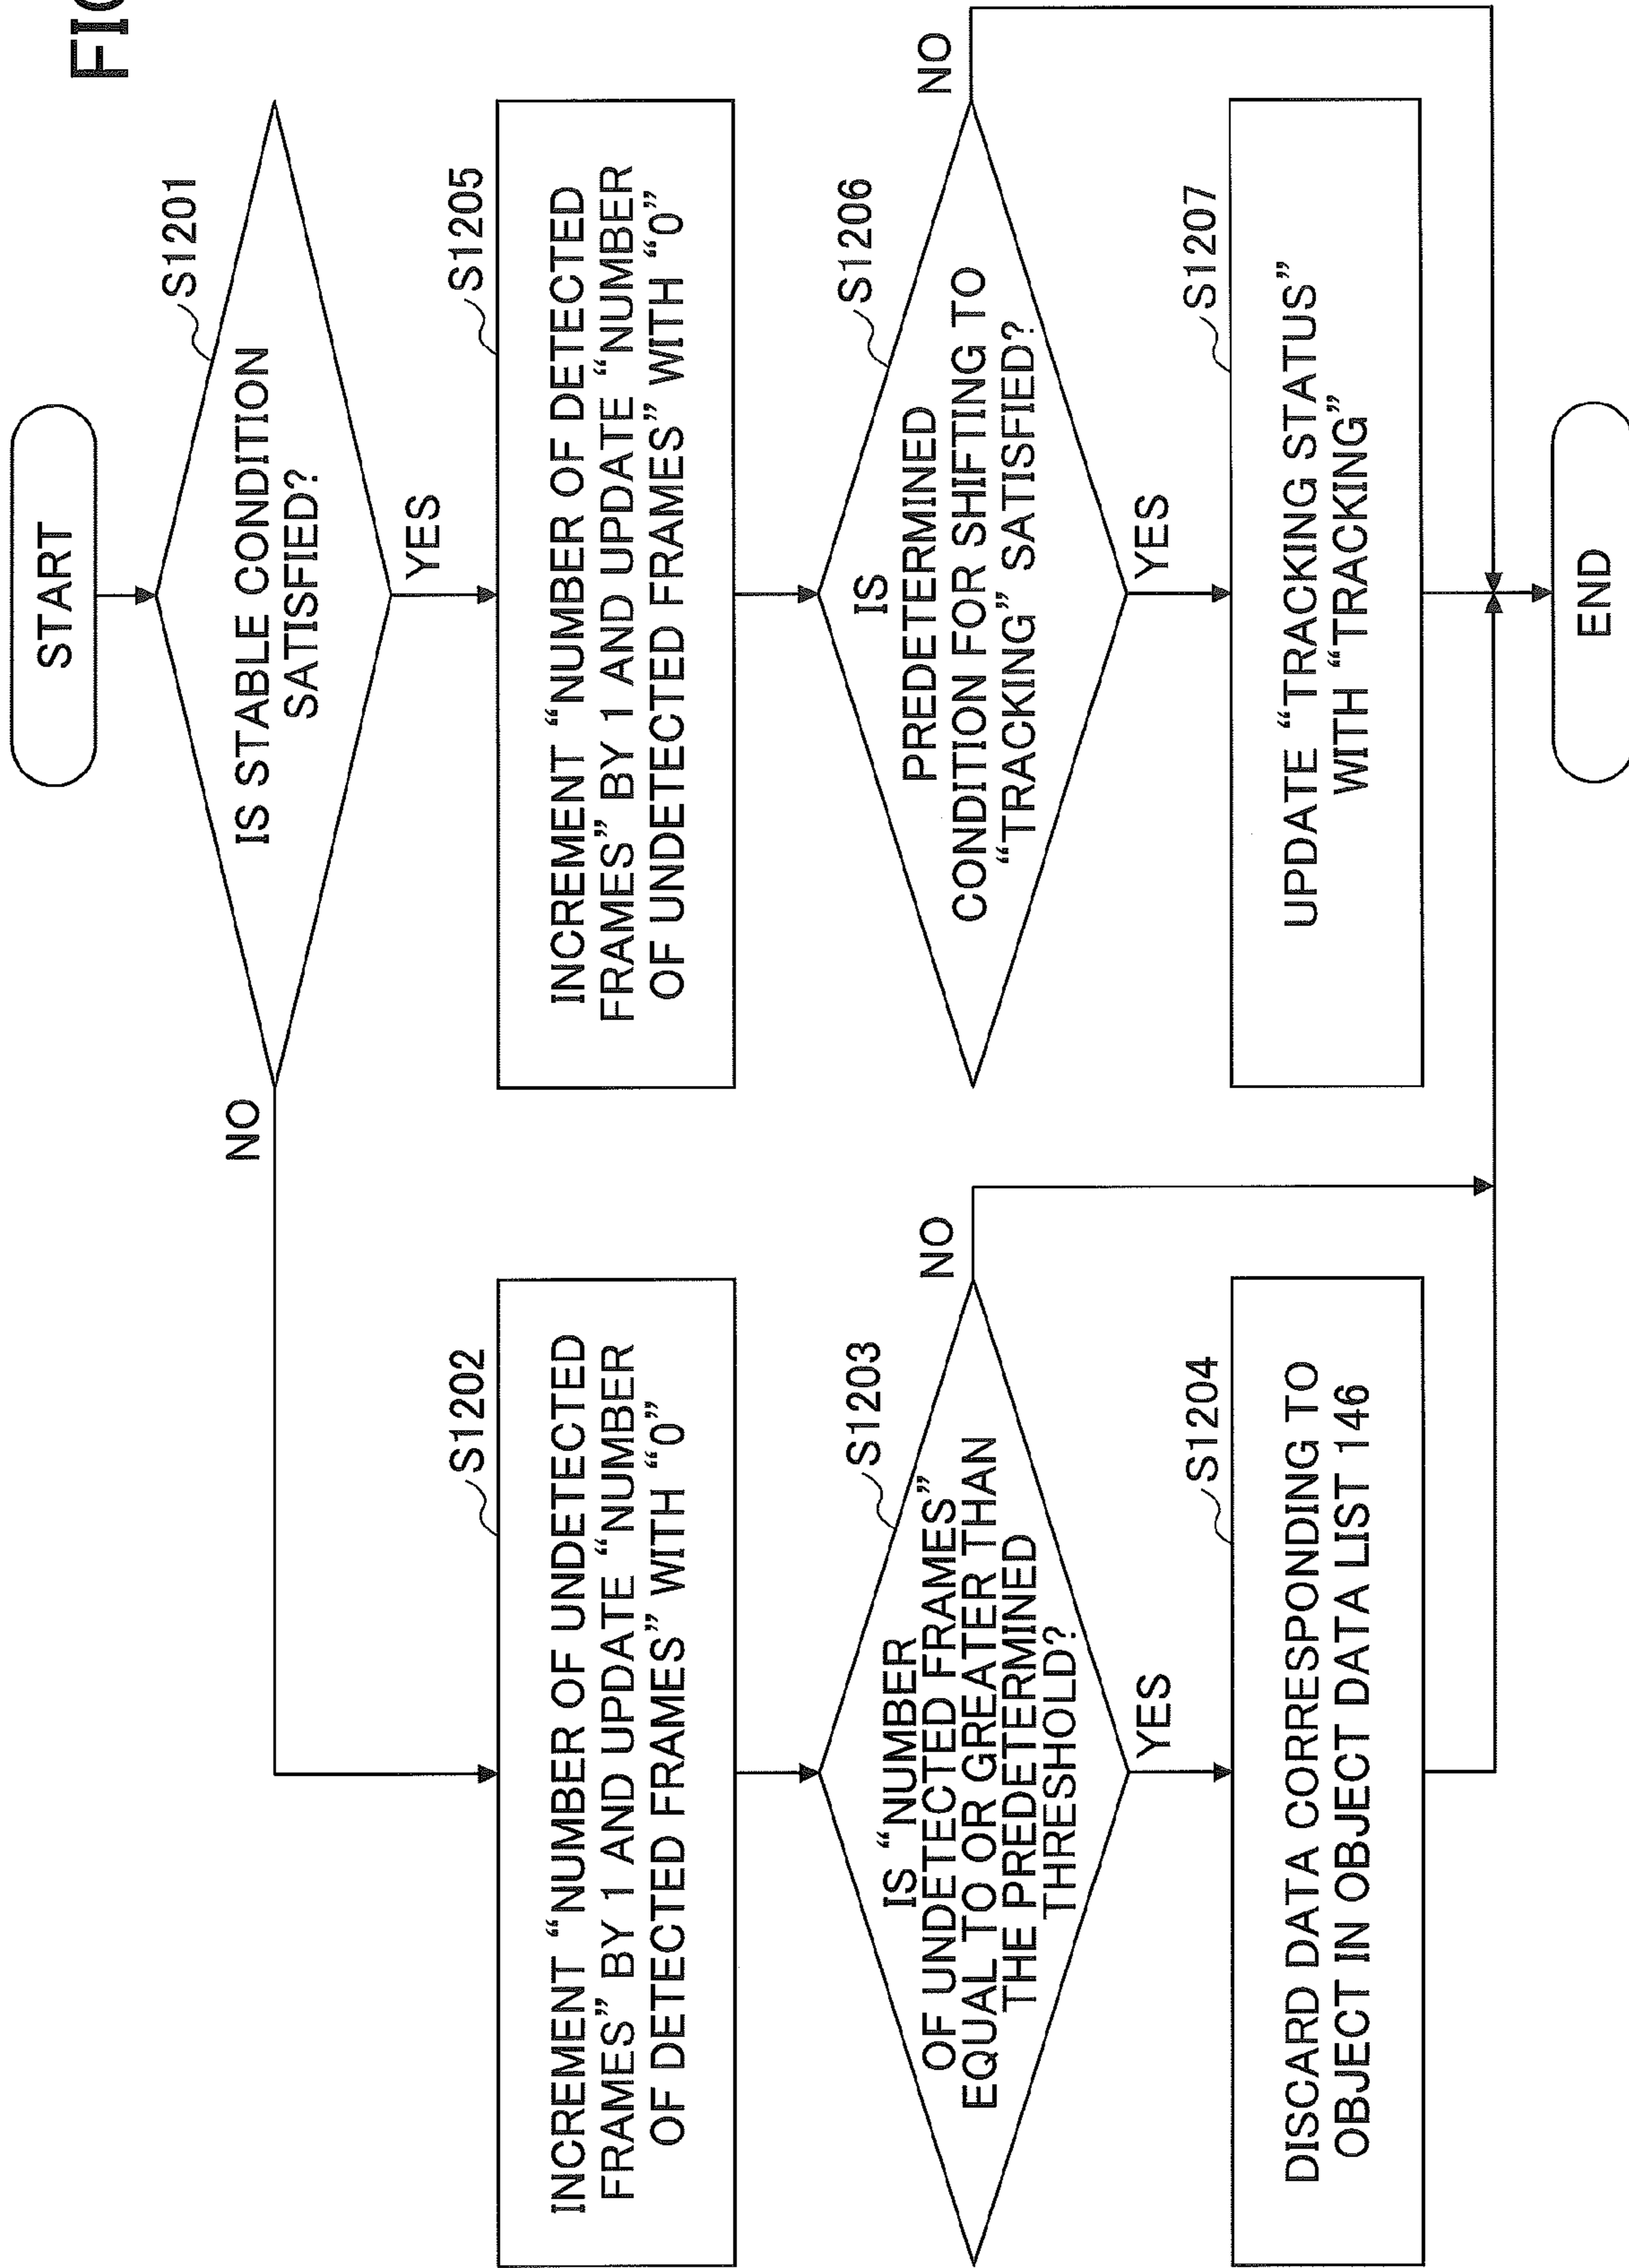 FIG
START
IS STABLE CONDITION
SATISFIED?
S1201
NO
YES
S1202
INCREMENT “NUMBER OF UNDETECTED
FRAMES” BY 1 AND UPDATE “NUMBER
OF DETECTED FRAMES” WITH “0”
S1203
IS “NUMBER
OF UNDETECTED FRAMES”
EQUAL TO OR GREATER THAN
THE PREDETERMINED
THRESHOLD?
NO
YES
S1204
DISCARD DATA CORRESPONDING TO
OBJECT IN OBJECT DATA LIST 146
S1205
INCREMENT “NUMBER OF DETECTED
FRAMES” BY 1 AND UPDATE “NUMBER
OF UNDETECTED FRAMES” WITH “0”
S1206
IS
PREDETERMINED
CONDITION FOR SHIFTING TO
“TRACKING” SATISFIED?
NO
YES
S1207
UPDATE “TRACKING STATUS”
WITH “TRACKING”
END